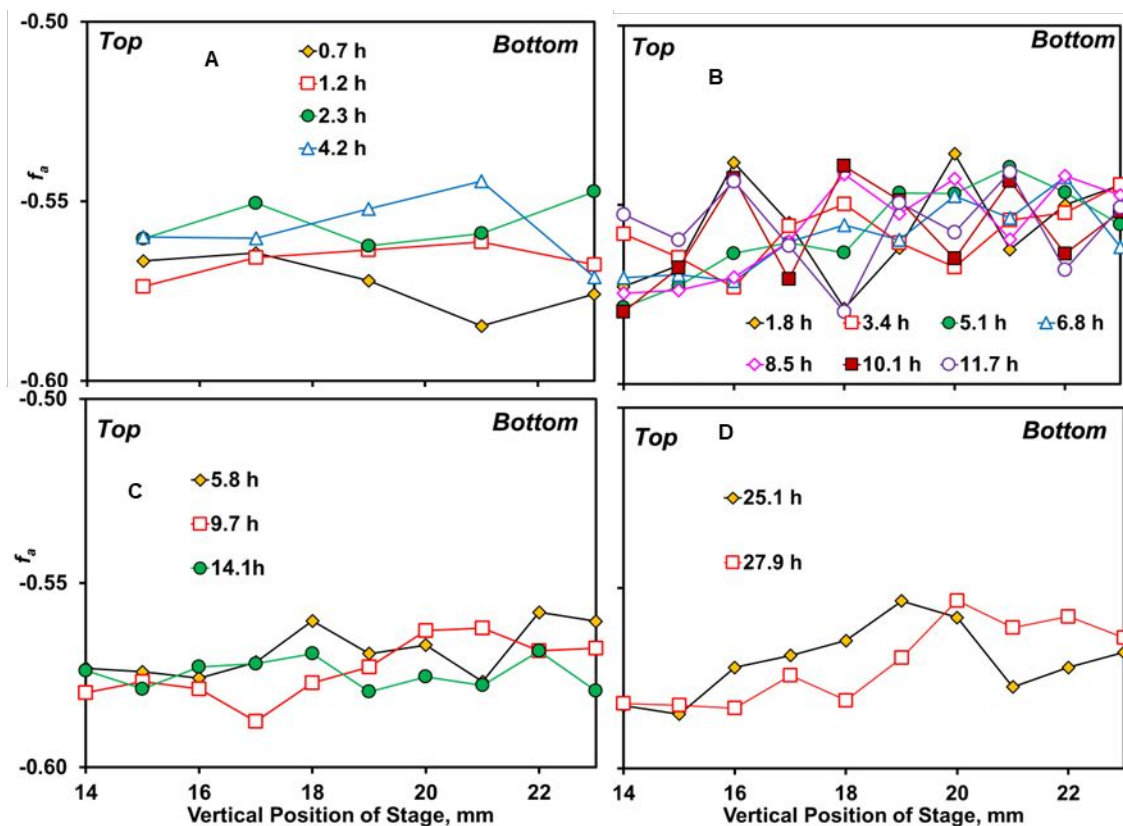 -0.50
Top
Bottom
A
0.7 h
1.2 h
2.3 h
4.2 h
-0.55
fa
-0.60
Top
Bottom
B
1.8 h 3.4 h 5.1 h 6.8 h
8.5 h 10.1 h 11.7 h
-0.50
Top
Bottom
C
5.8 h
9.7 h
14.1h
-0.55
fa
-0.60
14 16 18 20 22
Vertical Position of Stage, mm
Top
Bottom
D
25.1 h
27.9 h
14 16 18 20 22
Vertical Position of Stage, mm